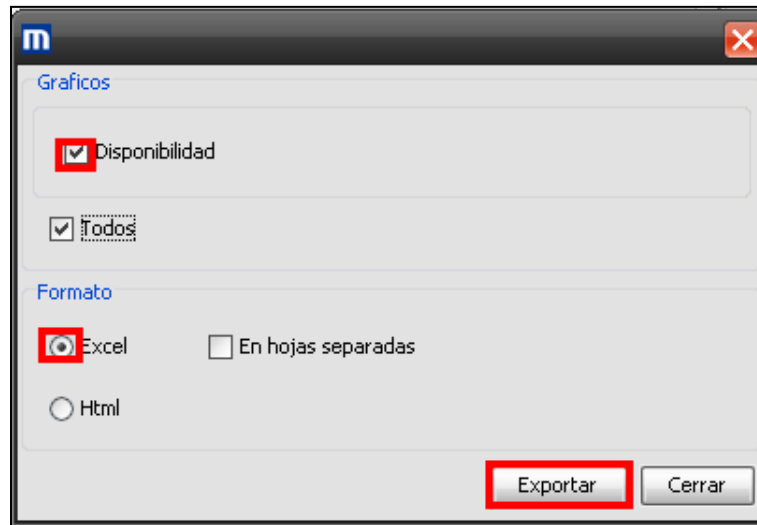 m
Graficos
Disponibilidad
Todos
Formato
Excel En hojas separadas
Html
Exportar Cerrar